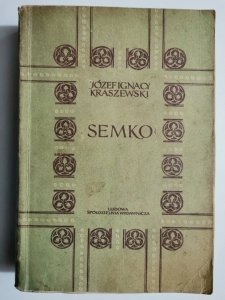 JÓZEF IGNACY
KRASZEWSKI
SEMKO
LUDOWA
SPÓŁDZIELNIA WYDAWNICZA